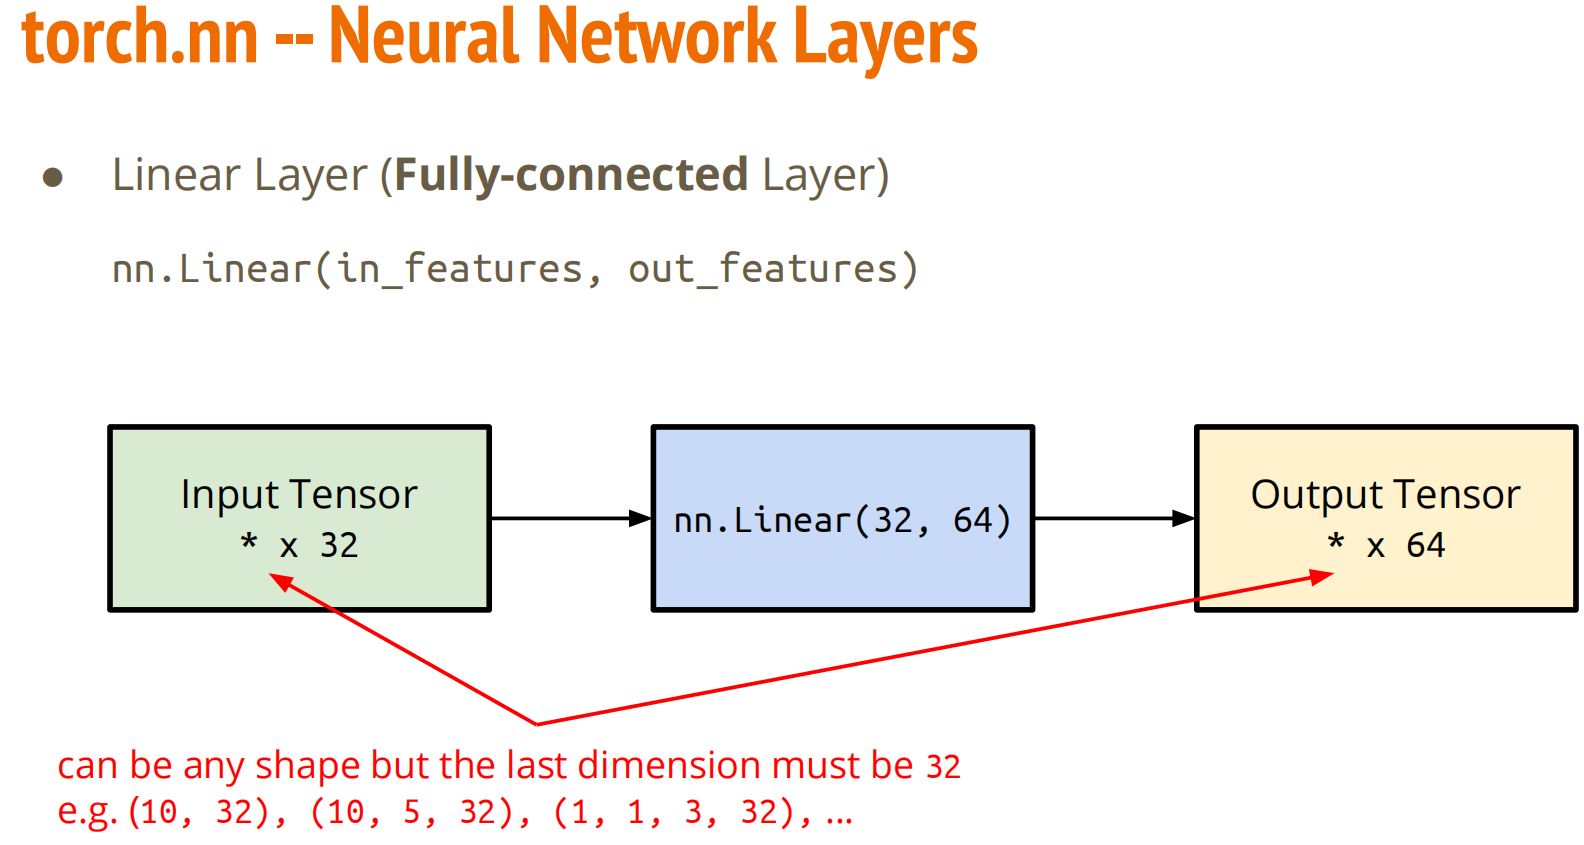 torch.nn -- Neural Network Layers
● Linear Layer (Fully-connected Layer)
nn.Linear(in_features, out_features)
Input Tensor
* x 32
nn.Linear(32, 64)
Output Tensor
* x 64
can be any shape but the last dimension must be 32
e.g. (10, 32), (10, 5, 32), (1, 1, 3, 32), ...